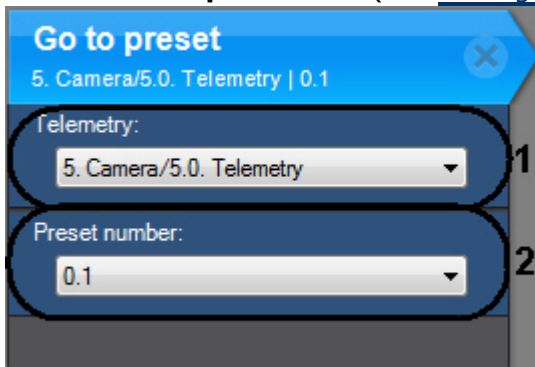 Go to preset
5. Camera/5.0. Telemetry | 0.1
Telemetry:
5. Camera/5.0. Telemetry
1
Preset number:
0.1
2